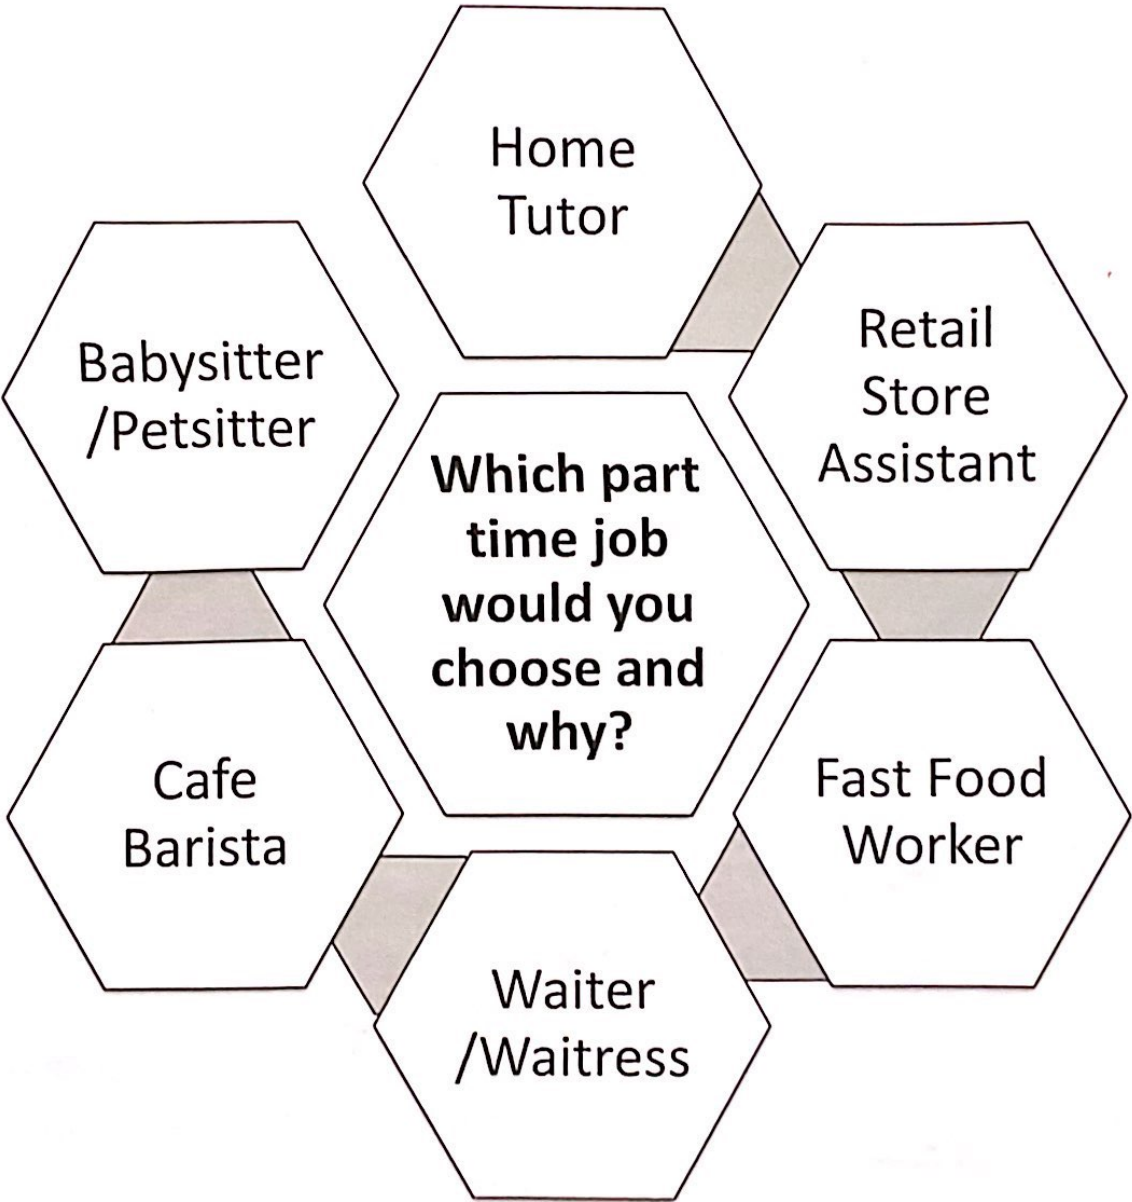 Home
Tutor
Retail
Store
Assistant
Fast Food
Worker
Waiter
/Waitress
Cafe
Barista
Babysitter
/Petsitter
Which part
time job
would you
choose and
why?